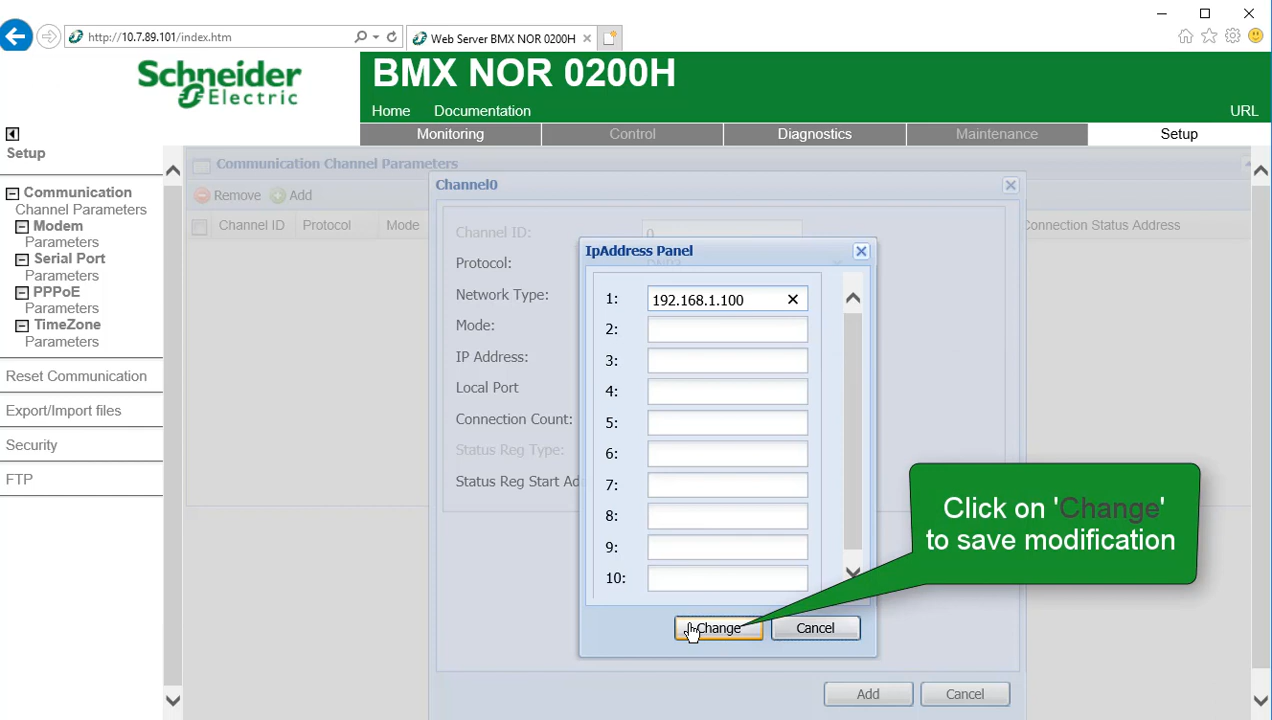 http://10.7.89.101/index.htm
Web Server BMX NOR 0200H
Schneider
Electric
BMX NOR 0200H
Home
Documentation
URL
Monitoring
Control
Diagnostics
Maintenance
Setup
Setup
Communication
Channel Parameters
Modem
Parameters
Serial Port
Parameters
PPPoE
Parameters
TimeZone
Parameters
Reset Communication
Export/Import files
Security
FTP
Communication Channel Parameters
Remove
Add
Channel ID
Protocol
Mode
Connection Status Address
Channel0
Channel ID:
0
Protocol:
Network Type:
Mode:
IP Address:
Local Port
Connection Count:
Status Reg Type:
Status Reg Start Ad
Add
Cancel
IpAddress Panel
1:
192.168.1.100
2:
3:
4:
5:
6:
7:
8:
9:
10:
Change
Cancel
Click on 'Change'
to save modification